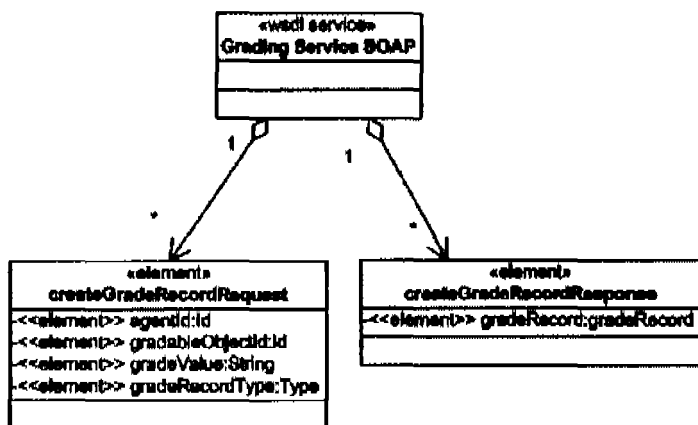 «wsdl service»
Grading Service SOAP
1
1
*
*
«element»
createGradeRecordRequest
-<<element>> agentId:Id
-<<element>> gradableObjectId:Id
-<<element>> gradeValue:String
-<<element>> gradeRecordType:Type
«element»
createGradeRecordResponse
-<<element>> gradeRecord:gradeRecord